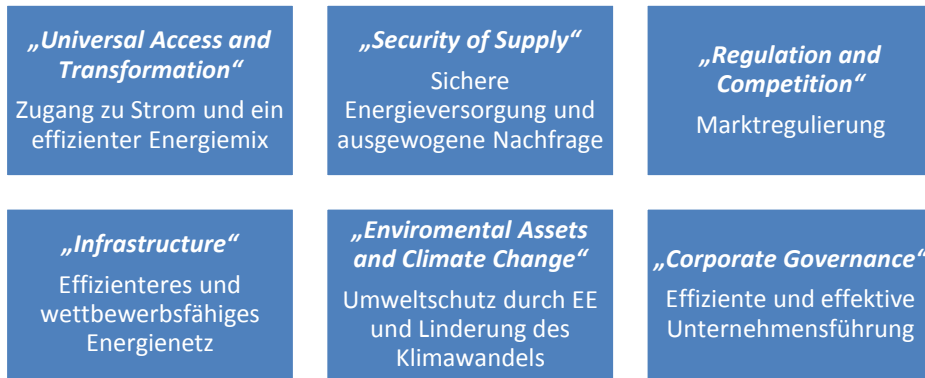 „Universal Access and
Transformation“
Zugang zu Strom und ein
effizienter Energiemix
„Security of Supply“
Sichere
Energieversorgung und
ausgewogene Nachfrage
„Regulation and
Competition“
Marktregulierung
„Infrastructure“
Effizienteres und
wettbewerbsfähiges
Energienetz
„Enviromental Assets
and Climate Change“
Umweltschutz durch EE
und Linderung des
Klimawandels
„Corporate Governance“
Effiziente und effektive
Unternehmensführung